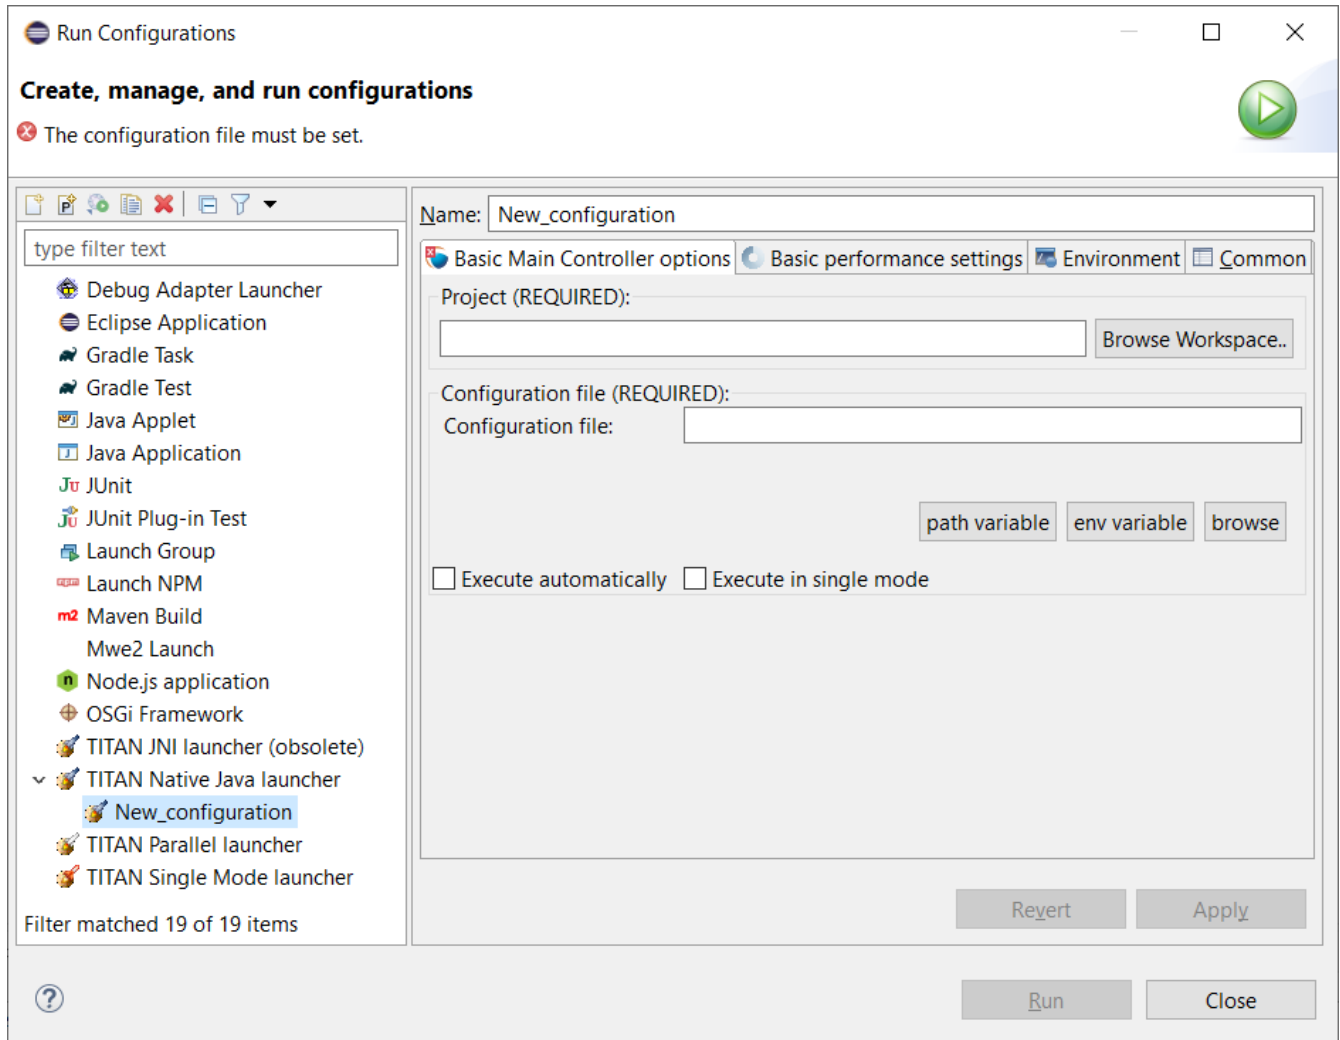 Run Configurations
Create, manage, and run configurations
The configuration file must be set.
type filter text
Debug Adapter Launcher
Eclipse Application
Gradle Task
Gradle Test
Java Applet
Java Application
JUnit
JUnit Plug-in Test
Launch Group
Launch NPM
m2 Maven Build
Mwe2 Launch
Node.js application
OSGi Framework
TITAN JNI launcher (obsolete)
TITAN Native Java launcher
New_configuration
TITAN Parallel launcher
TITAN Single Mode launcher
Filter matched 19 of 19 items
Name: New_configuration
Basic Main Controller options Basic performance settings Environment Common
Project (REQUIRED):
Browse Workspace..
Configuration file (REQUIRED):
Configuration file:
path variable env variable browse
Execute automatically Execute in single mode
Revert Apply
Run Close